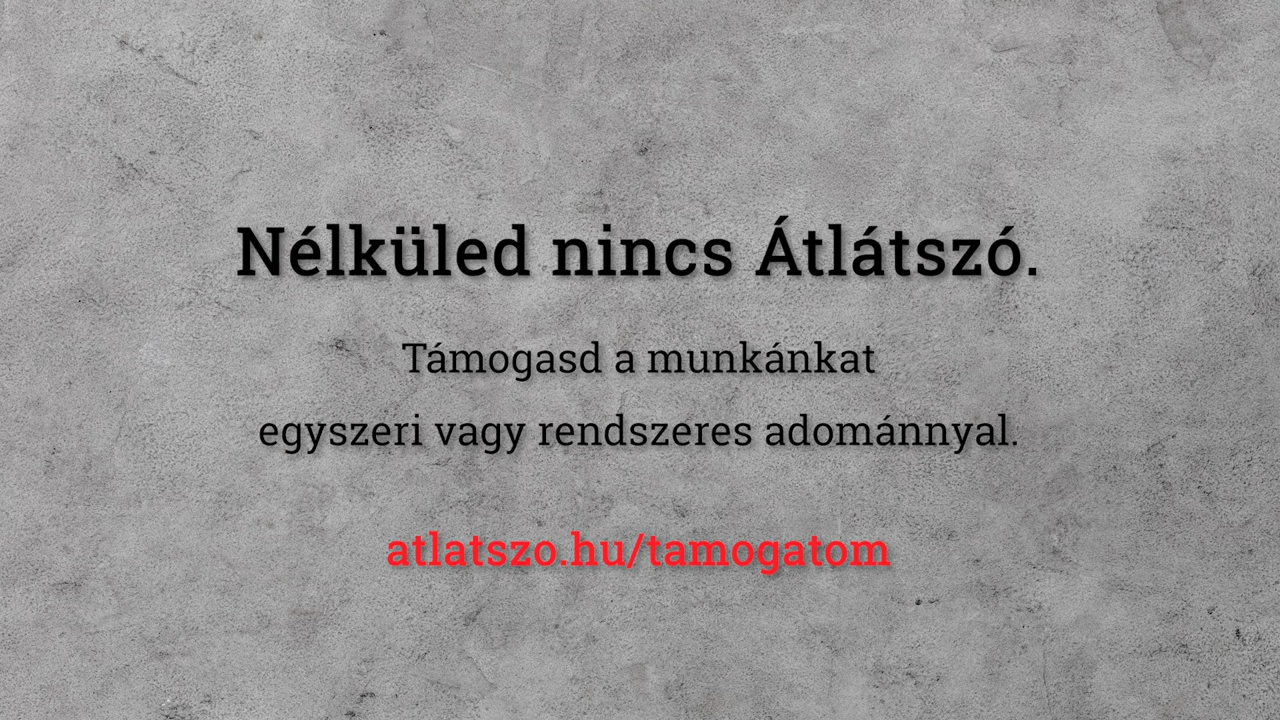 Nélküled nincs Átlátszó.
Támogasd a munkánkat
egyszeri vagy rendszeres adománnyal.
atlatszo.hu/tamogatom